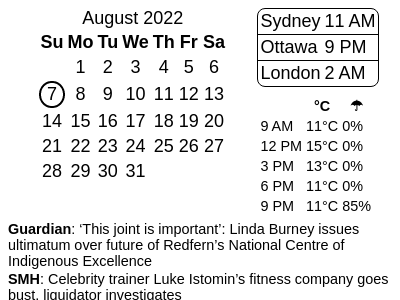 August 2022
Su Mo Tu We Th Fr Sa
1 2 3 4 5 6
7 8 9 10 11 12 13
14 15 16 17 18 19 20
21 22 23 24 25 26 27
28 29 30 31
Sydney 11 AM
Ottawa 9 PM
London 2 AM
°C ☂
9 AM 11°C 0%
12 PM 15°C 0%
3 PM 13°C 0%
6 PM 11°C 0%
9 PM 11°C 85%
Guardian: ‘This joint is important’: Linda Burney issues
ultimatum over future of Redfern’s National Centre of
Indigenous Excellence
SMH: Celebrity trainer Luke Istomin’s fitness company goes
bust, liquidator investigates